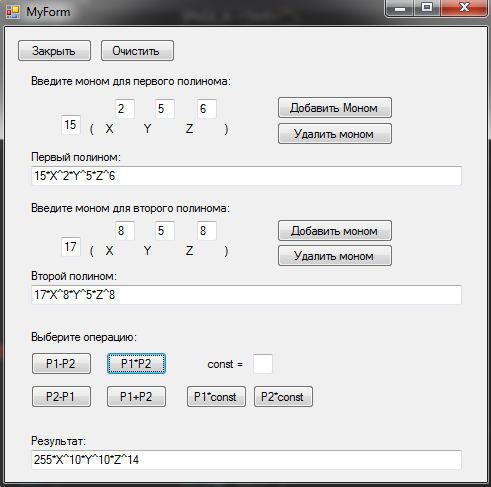 MyForm
Закрыть Очистить
Введите моном для первого полинома:
2 5 6 Добавить Моном
15 ( X Y Z ) Удалить моном
Первый полином:
15*X^2*Y^5*Z^6
Введите моном для второго полинома:
8 5 8 Добавить моном
17 ( X Y Z ) Удалить моном
Второй полином:
17*X^8*Y^5*Z^8
Выберите операцию:
P1-P2 P1*P2 const =
P2-P1 P1+P2 P1*const P2*const
Результат:
255*X^10*Y^10*Z^14